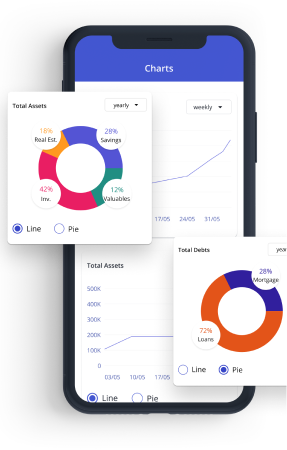 Charts
Total Assets
yearly
18%
Real Est.
28%
Savings
42%
Inv.
12%
Valuables
Line
Pie
weekly
17/05 24/05 31/05
Total Debts
28%
Mortgage
72%
Loans
Line
Pie
Total Assets
500K
400K
300K
200K
100K
0
03/05 10/05 17/05
Line
Pie